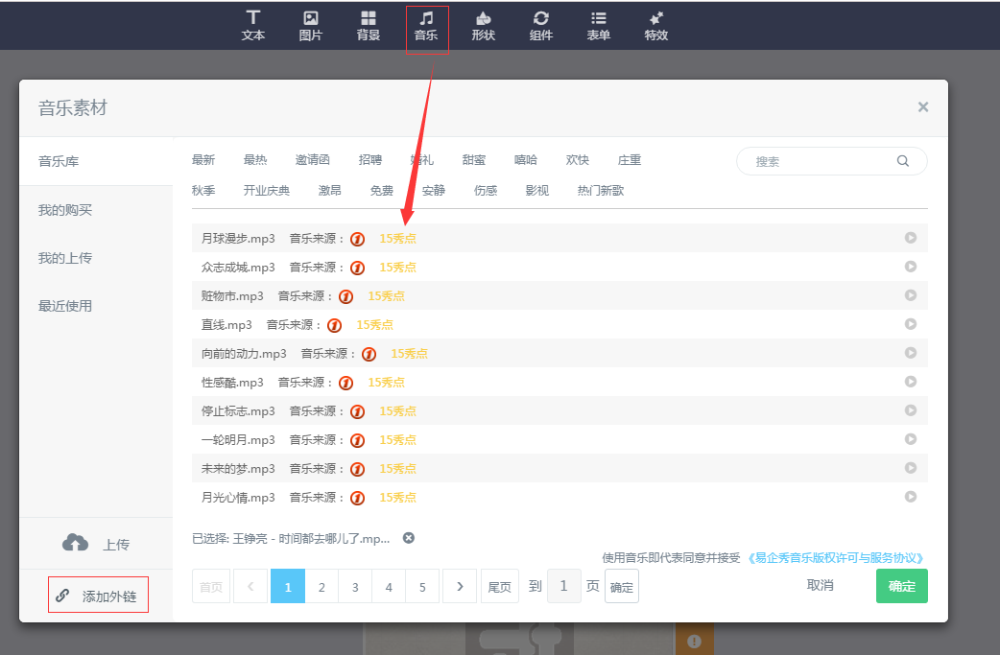 文本 图片 背景 音乐 形状 组件 表单 特效
音乐素材
音乐库
我的购买
我的上传
最近使用
上传
添加外链
最新 最热 邀请函 招聘 婚礼 甜蜜 嘻哈 欢快 庄重
搜索
秋季 开业庆典 激昂 免费 安静 伤感 影视 热门新歌
月球漫步.mp3 音乐来源: 1 15秀点
众志成城.mp3 音乐来源: 1 15秀点
赃物市.mp3 音乐来源: 1 15秀点
直线.mp3 音乐来源: 1 15秀点
向前的动力.mp3 音乐来源: 1 15秀点
性感酷.mp3 音乐来源: 1 15秀点
停止标志.mp3 音乐来源: 1 15秀点
一轮明月.mp3 音乐来源: 1 15秀点
未来的梦.mp3 音乐来源: 1 15秀点
月光心情.mp3 音乐来源: 1 15秀点
已选择: 王铮亮 - 时间都去哪儿了.mp...
使用音乐即代表同意并接受 《易企秀音乐版权许可与服务协议》
首页 < 1 2 3 4 5 > 尾页 到 1 页 确定 取消 确定